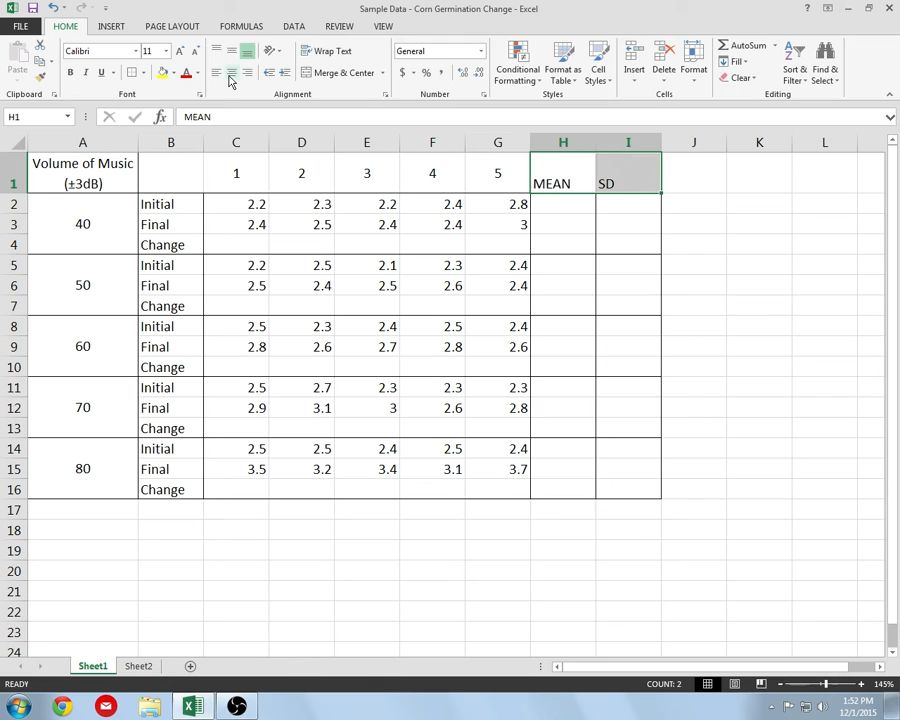 Sample Data - Corn Germination Change - Excel
FILE HOME INSERT PAGE LAYOUT FORMULAS DATA REVIEW VIEW
Calibri 11 Wrap Text General AutoSum
Paste B I U Merge & Center $ % , Conditional Formatting Format as Table Cell Styles Insert Delete Format Fill Clear Sort & Filter Find & Select
Clipboard Font Alignment Number Styles Cells Editing
H1 fx MEAN
A B C D E F G H I J K L
1 Volume of Music (±3dB) 1 2 3 4 5 MEAN SD
2 Initial 2.2 2.3 2.2 2.4 2.8
3 40 Final 2.4 2.5 2.4 2.4 3
4 Change
5 Initial 2.2 2.5 2.1 2.3 2.4
6 50 Final 2.5 2.4 2.5 2.6 2.4
7 Change
8 Initial 2.5 2.3 2.4 2.5 2.4
9 60 Final 2.8 2.6 2.7 2.8 2.6
10 Change
11 Initial 2.5 2.7 2.3 2.3 2.3
12 70 Final 2.9 3.1 3 2.6 2.8
13 Change
14 Initial 2.5 2.5 2.4 2.5 2.4
15 80 Final 3.5 3.2 3.4 3.1 3.7
16 Change
17
18
19
20
21
22
23
24
Sheet1 Sheet2
READY COUNT: 2 145%
1:52 PM
12/1/2015